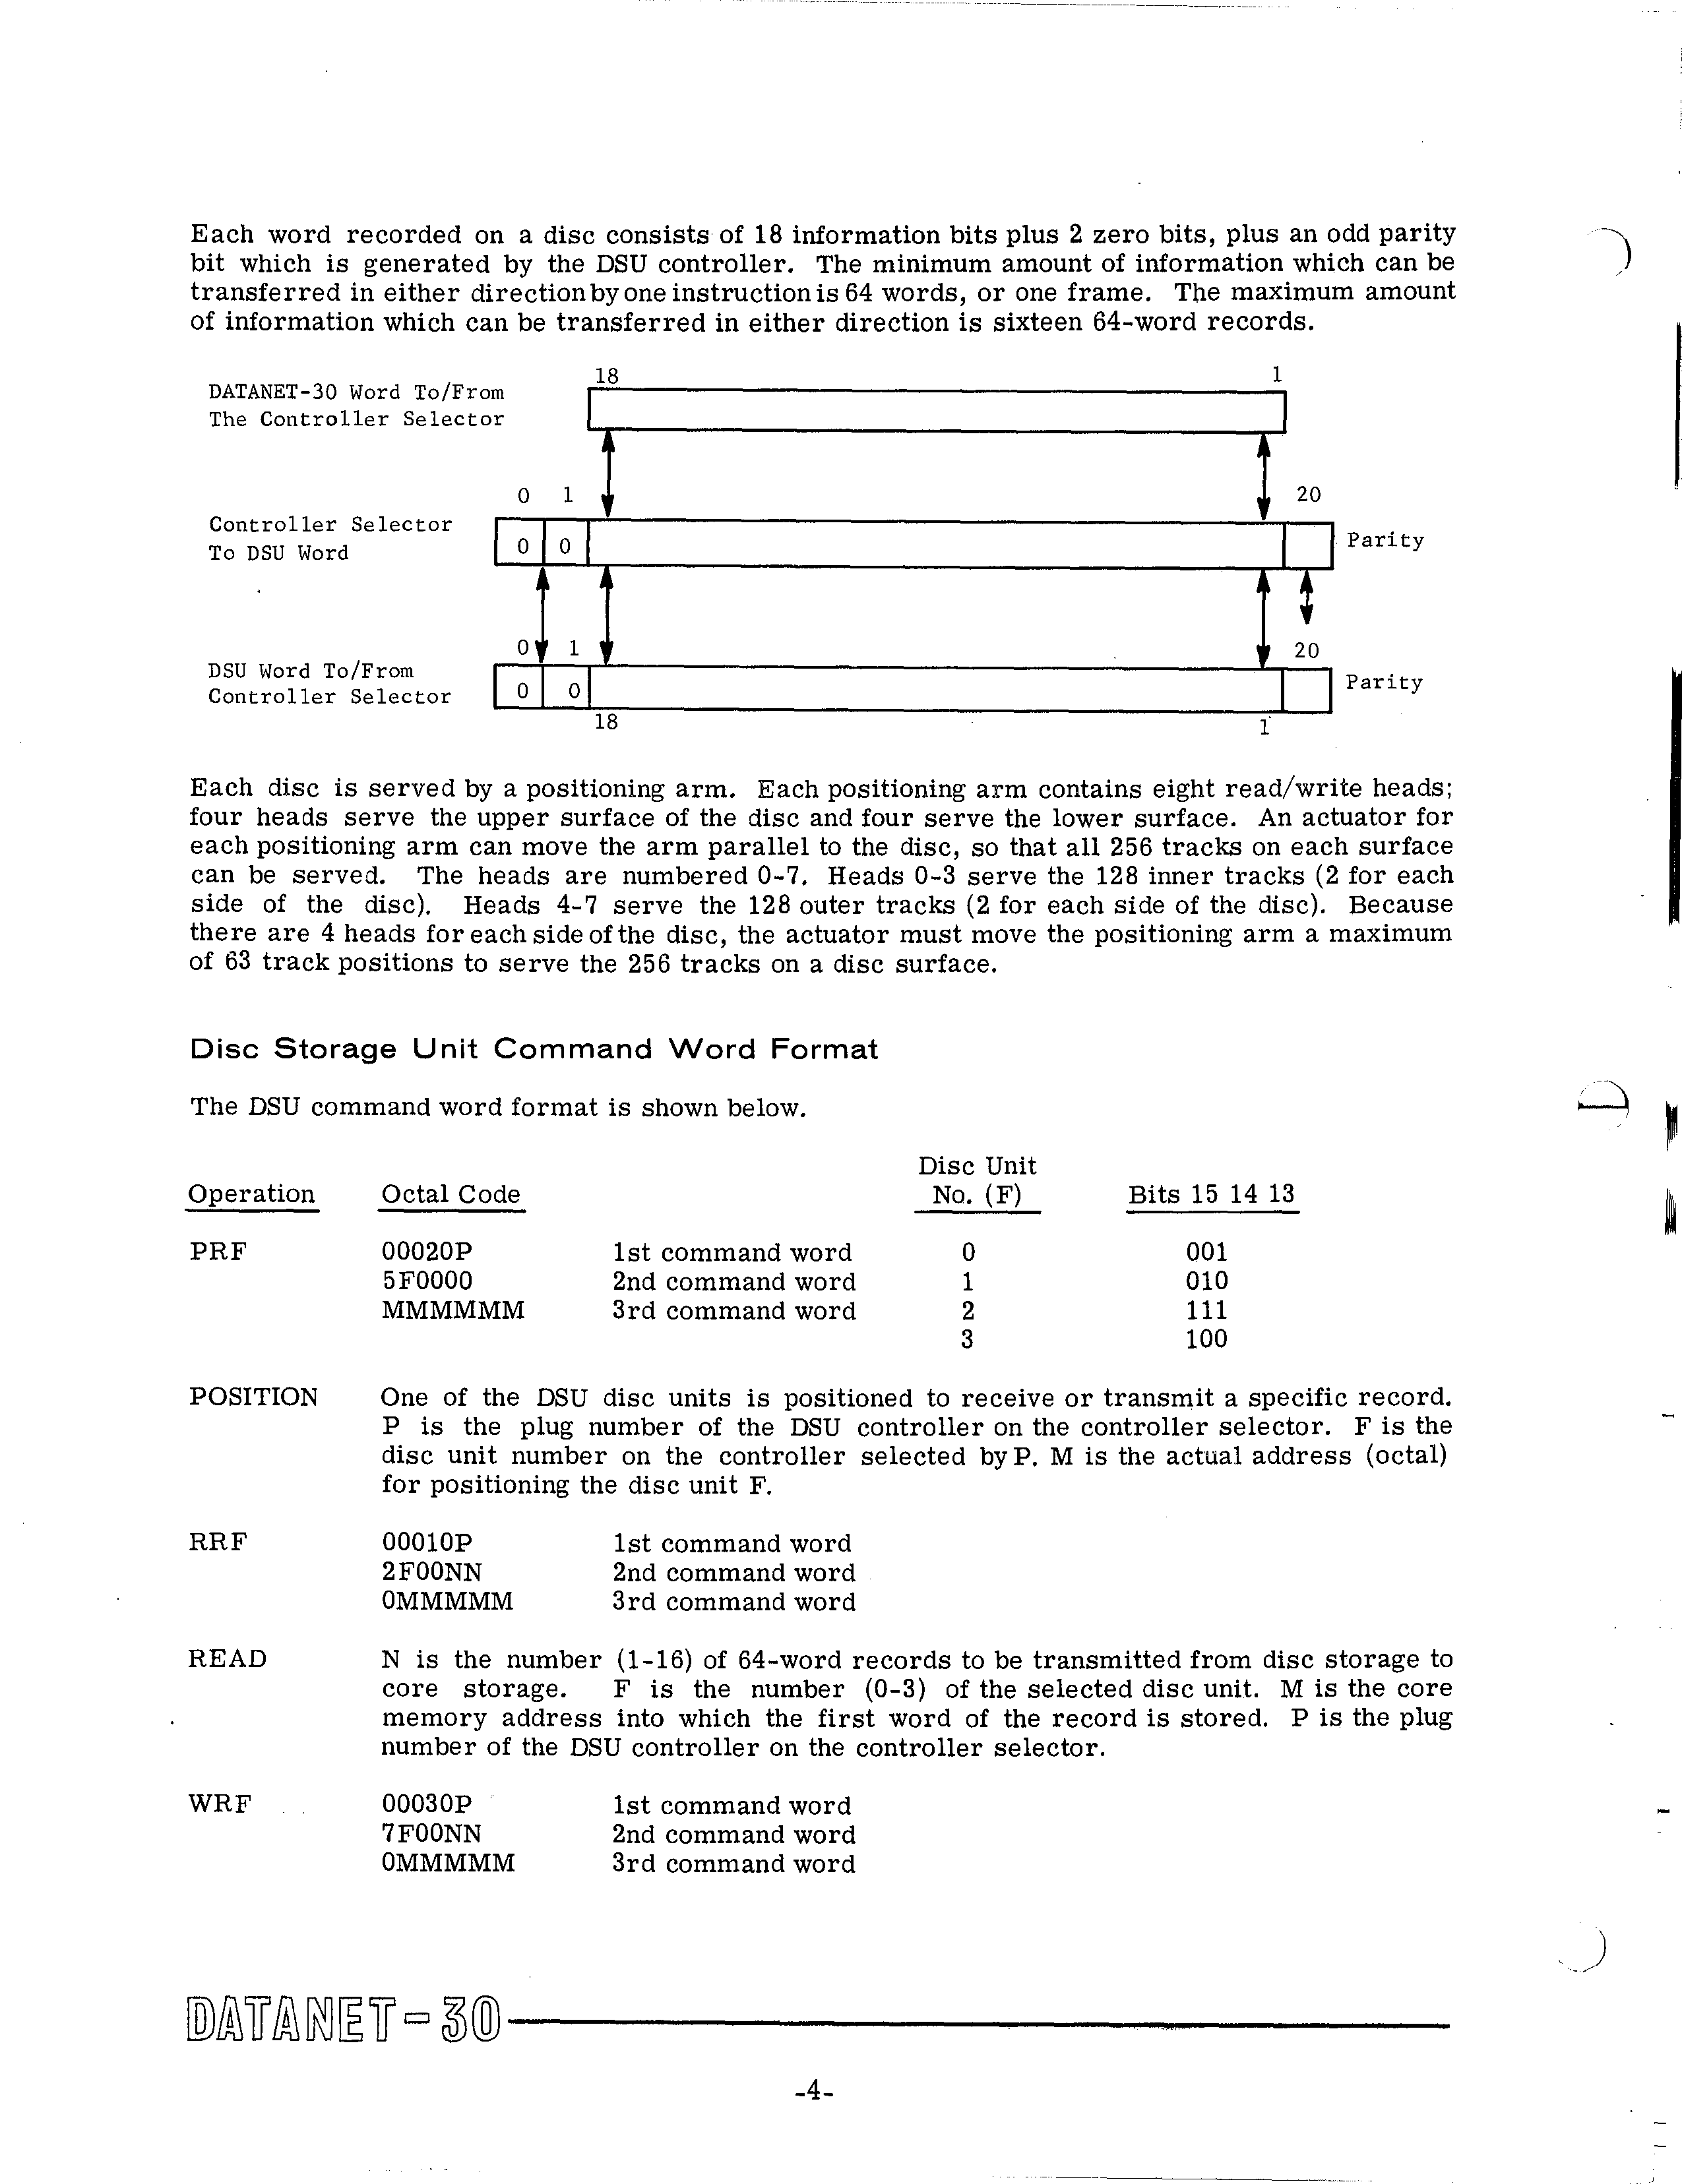 Each word recorded on a disc consists of 18 information bits plus 2 zero bits, plus an odd parity
bit which is generated by the DSU controller. The minimum amount of information which can be
transferred in either direction by one instruction is 64 words, or one frame. The maximum amount
of information which can be transferred in either direction is sixteen 64-word records.
18 1
DATANET-30 Word To/From
The Controller Selector
0 1 20
Controller Selector
To DSU Word
0 0 Parity
0 1 20
DSU Word To/From
Controller Selector
0 0 Parity
18 1
Each disc is served by a positioning arm. Each positioning arm contains eight read/write heads;
four heads serve the upper surface of the disc and four serve the lower surface. An actuator for
each positioning arm can move the arm parallel to the disc, so that all 256 tracks on each surface
can be served. The heads are numbered 0-7. Heads 0-3 serve the 128 inner tracks (2 for each
side of the disc). Heads 4-7 serve the 128 outer tracks (2 for each side of the disc). Because
there are 4 heads for each side of the disc, the actuator must move the positioning arm a maximum
of 63 track positions to serve the 256 tracks on a disc surface.
Disc Storage Unit Command Word Format
The DSU command word format is shown below.
Disc Unit
Operation Octal Code No. (F) Bits 15 14 13
PRF 00020P 1st command word 0 001
5F0000 2nd command word 1 010
MMMMMM 3rd command word 2 111
3 100
POSITION One of the DSU disc units is positioned to receive or transmit a specific record.
P is the plug number of the DSU controller on the controller selector. F is the
disc unit number on the controller selected by P. M is the actual address (octal)
for positioning the disc unit F.
RRF 00010P 1st command word
2F00NN 2nd command word
0MMMMM 3rd command word
READ N is the number (1-16) of 64-word records to be transmitted from disc storage to
core storage. F is the number (0-3) of the selected disc unit. M is the core
memory address into which the first word of the record is stored. P is the plug
number of the DSU controller on the controller selector.
WRF 00030P 1st command word
7F00NN 2nd command word
0MMMMM 3rd command word
DATANET-30
-4-